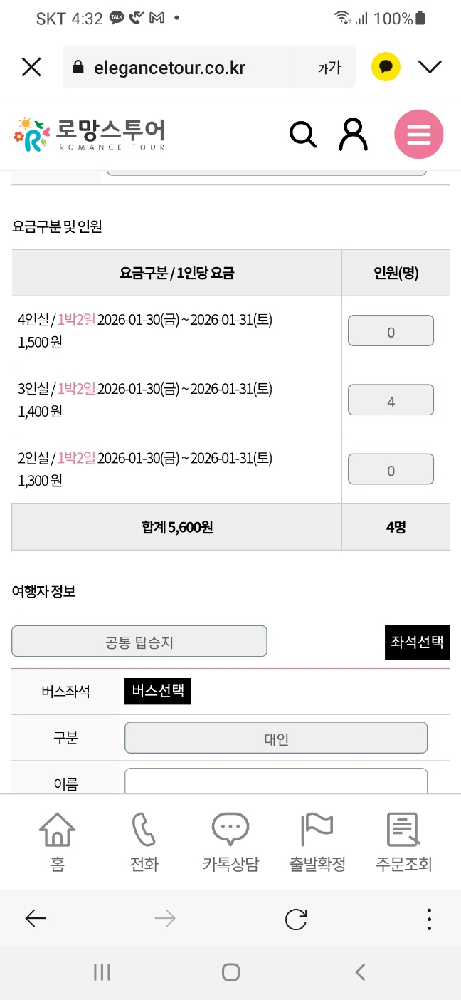 SKT 4:32 TALK 100%
elegancetour.co.kr 가가
로망스투어
ROMANCE TOUR
요금구분 및 인원
요금구분 / 1인당 요금 인원(명)
4인실 / 1박2일 2026-01-30(금) ~ 2026-01-31(토)
1,500 원
0
3인실 / 1박2일 2026-01-30(금) ~ 2026-01-31(토)
1,400 원
4
2인실 / 1박2일 2026-01-30(금) ~ 2026-01-31(토)
1,300 원
0
합계 5,600원 4명
여행자 정보
공통 탑승지 좌석선택
버스좌석 버스선택
구분 대인
이름
홈 전화 카톡상담 출발확정 주문조회